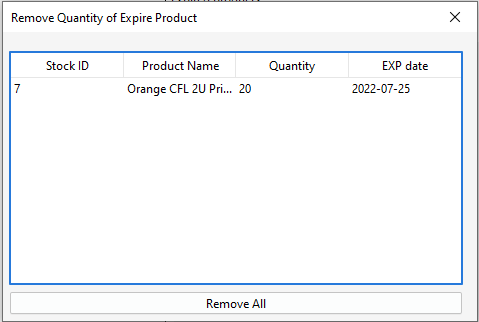 Remove Quantity of Expire Product
Stock ID Product Name Quantity EXP date
7 Orange CFL 2U Pri... 20 2022-07-25
Remove All